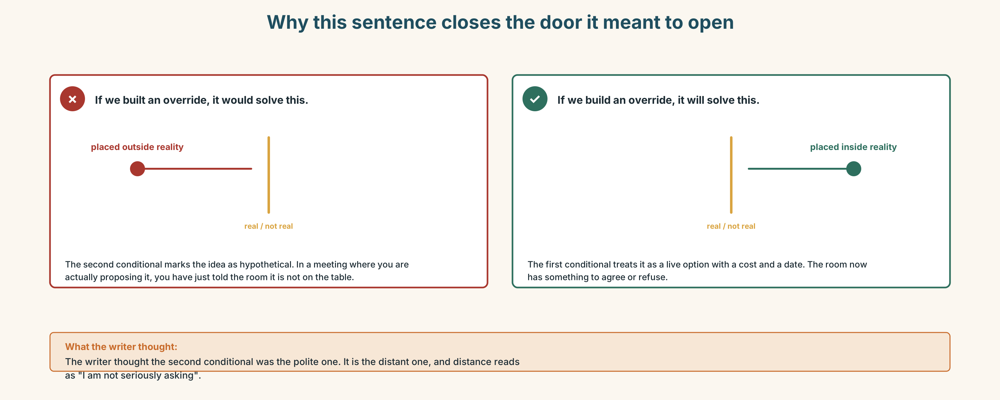 Why this sentence closes the door it meant to open
If we built an override, it would solve this.
placed outside reality
real / not real
The second conditional marks the idea as hypothetical. In a meeting where you are
actually proposing it, you have just told the room it is not on the table.
If we build an override, it will solve this.
placed inside reality
real / not real
The first conditional treats it as a live option with a cost and a date. The room now
has something to agree or refuse.
What the writer thought:
The writer thought the second conditional was the polite one. It is the distant one, and distance reads
as "I am not seriously asking".